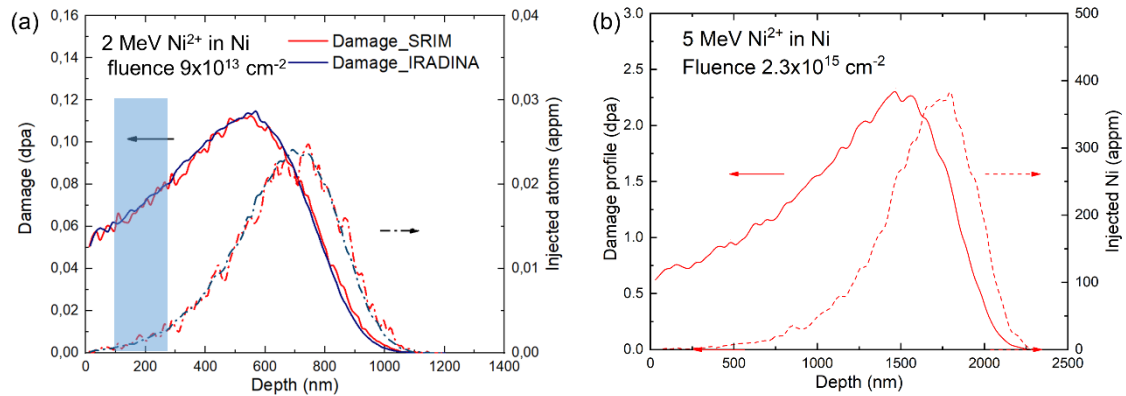 (a)
2 MeV Ni²⁺ in Ni
fluence 9x10¹³ cm⁻²
Damage_SRIM
Damage_IRADINA
Damage (dpa)
0,16
0,14
0,12
0,10
0,08
0,06
0,04
0,02
0,00
0 200 400 600 800 1000 1200 1400
Depth (nm)
0,04
0,03
0,02
0,01
0,00
Injected atoms (appm)
(b)
5 MeV Ni²⁺ in Ni
Fluence 2.3x10¹⁵ cm⁻²
Damage profile (dpa)
3.0
2.5
2.0
1.5
1.0
0.5
0.0
0 500 1000 1500 2000 2500
Depth (nm)
500
400
300
200
100
0
Injected Ni (appm)